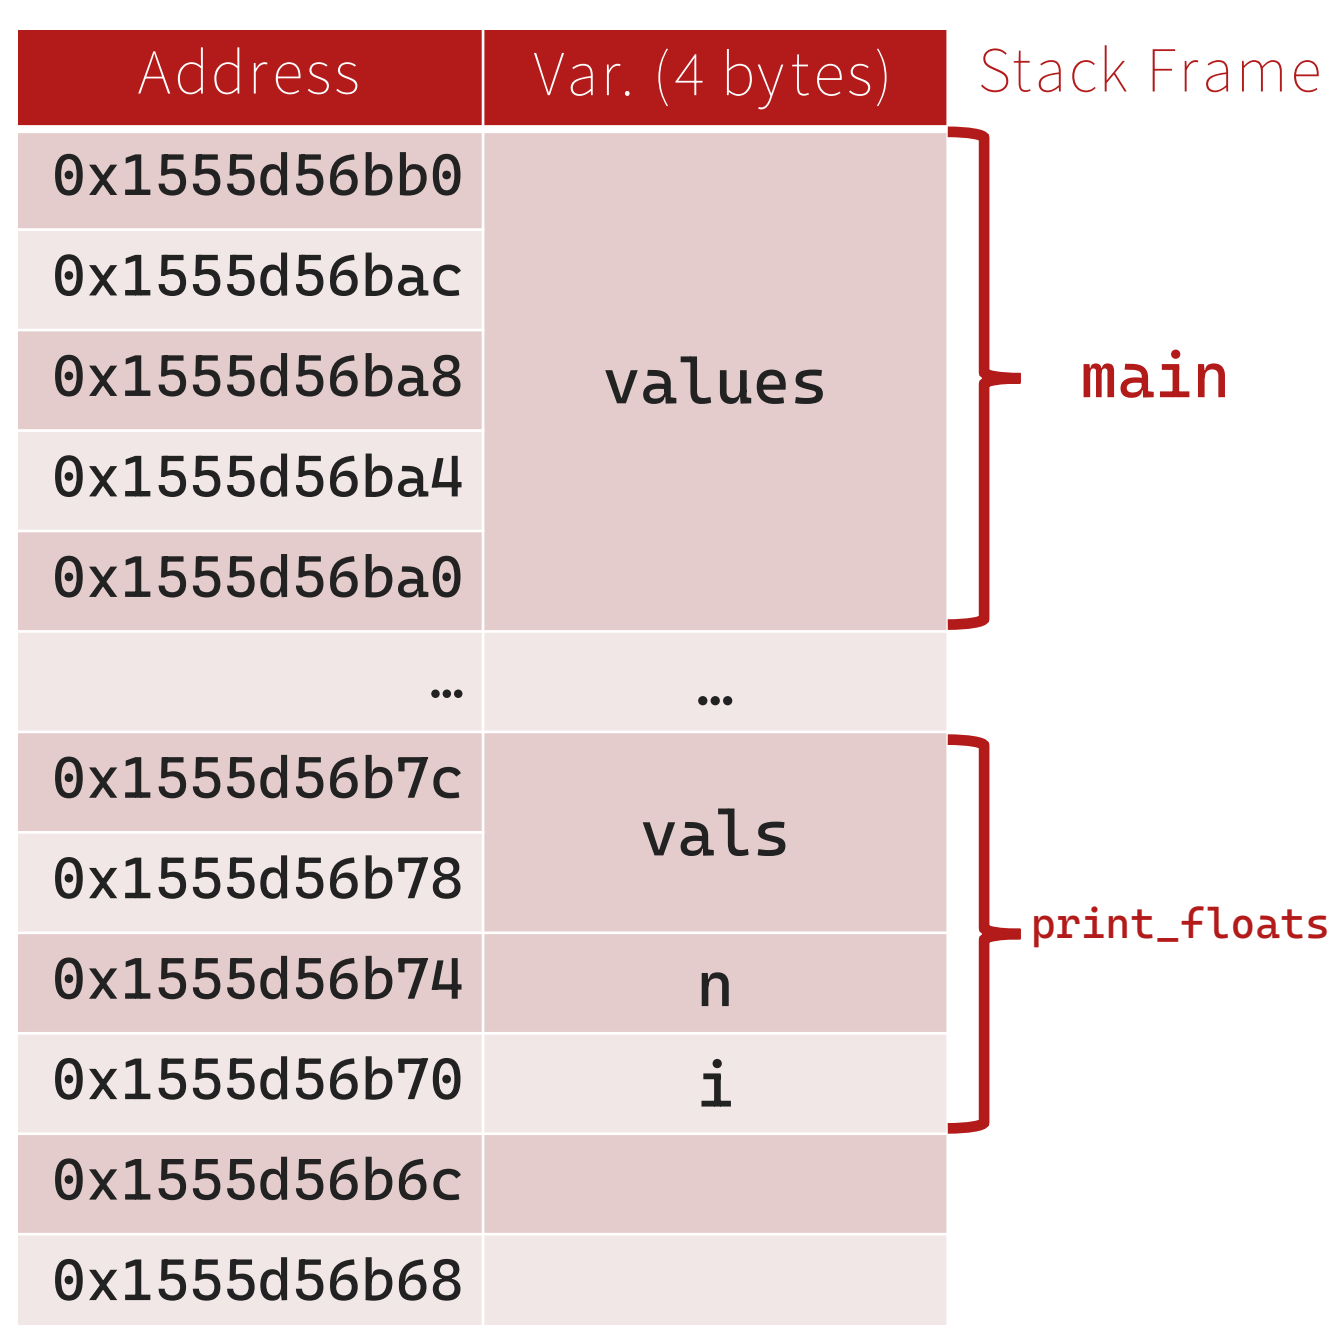 Address Var. (4 bytes) Stack Frame
0x1555d56bb0
0x1555d56bac
0x1555d56ba8 values main
0x1555d56ba4
0x1555d56ba0
… …
0x1555d56b7c
vals
0x1555d56b78
print_floats
0x1555d56b74 n
0x1555d56b70 i
0x1555d56b6c
0x1555d56b68